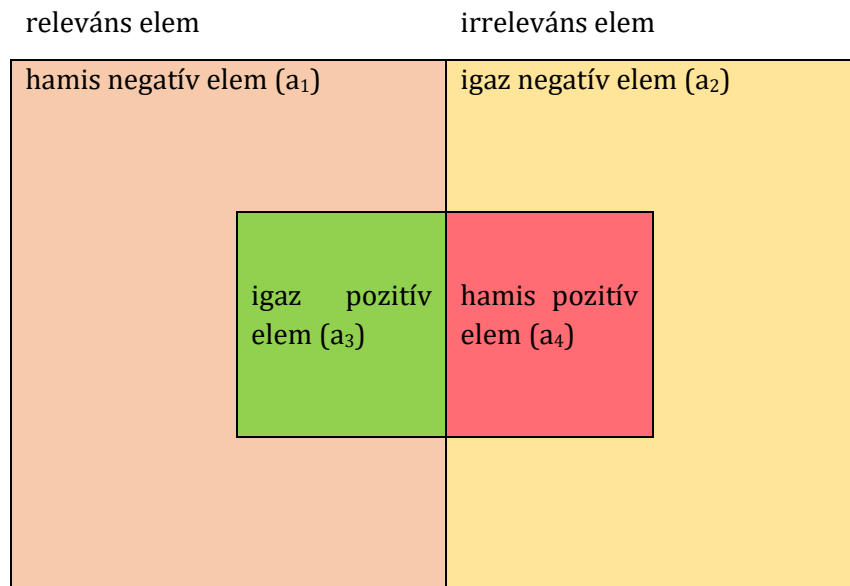 releváns elem
irreleváns elem
hamis negatív elem (a₁)
igaz negatív elem (a₂)
igaz pozitív
elem (a₃)
hamis pozitív
elem (a₄)